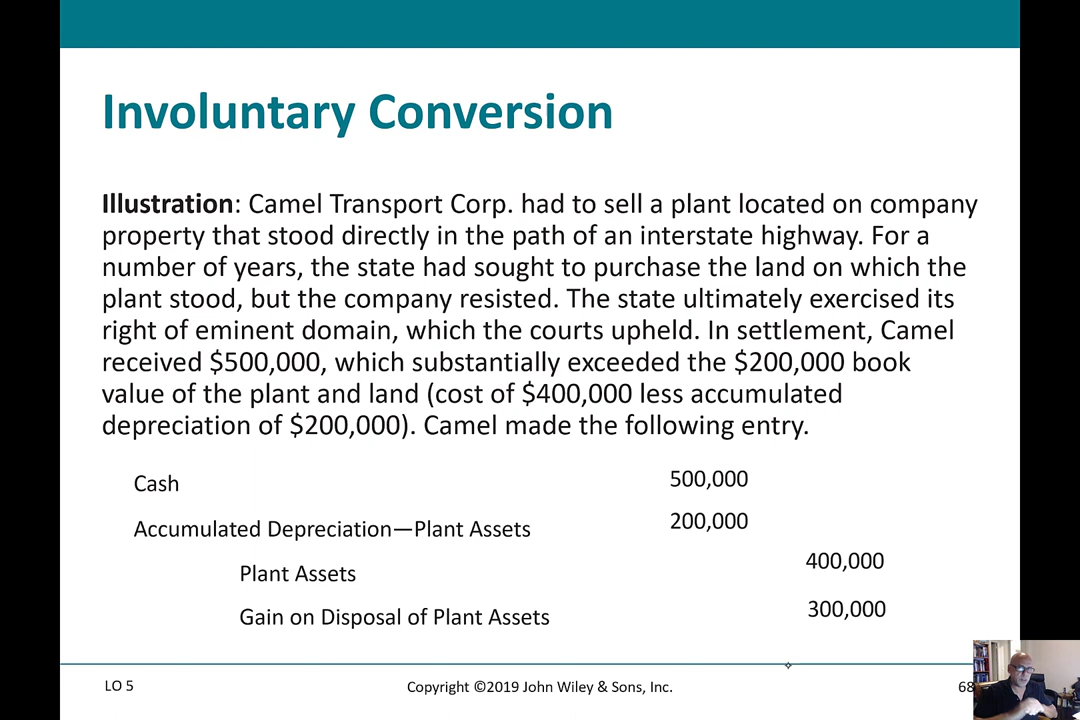 Involuntary Conversion
Illustration: Camel Transport Corp. had to sell a plant located on company
property that stood directly in the path of an interstate highway. For a
number of years, the state had sought to purchase the land on which the
plant stood, but the company resisted. The state ultimately exercised its
right of eminent domain, which the courts upheld. In settlement, Camel
received $500,000, which substantially exceeded the $200,000 book
value of the plant and land (cost of $400,000 less accumulated
depreciation of $200,000). Camel made the following entry.
Cash 500,000
Accumulated Depreciation—Plant Assets 200,000
Plant Assets 400,000
Gain on Disposal of Plant Assets 300,000
LO 5 Copyright ©2019 John Wiley & Sons, Inc. 68